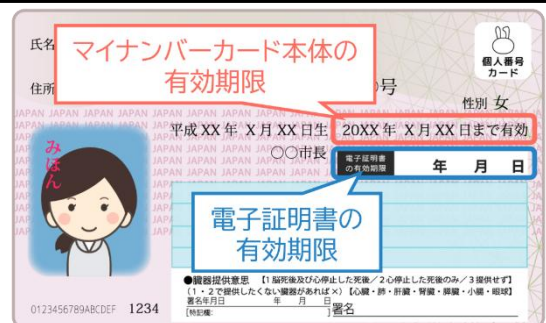 氏名
マイナンバーカード本体の
有効期限
個人番号
カード
住所
号
性別 女
平成XX年 X月XX日生
20XX年 X月XX日まで有効
○○市長
電子証明書
の有効期限
年 月 日
みほん
電子証明書の
有効期限
●臓器提供意思 【1 脳死後及び心停止した死後／2 心停止した死後のみ／3 提供せず】
（1・2で提供したくない臓器があれば×）【心臓・肺・肝臓・腎臓・膵臓・小腸・眼球】
署名年月日 年 月 日
[特記欄: ]
署名
0123456789ABCDEF 1234